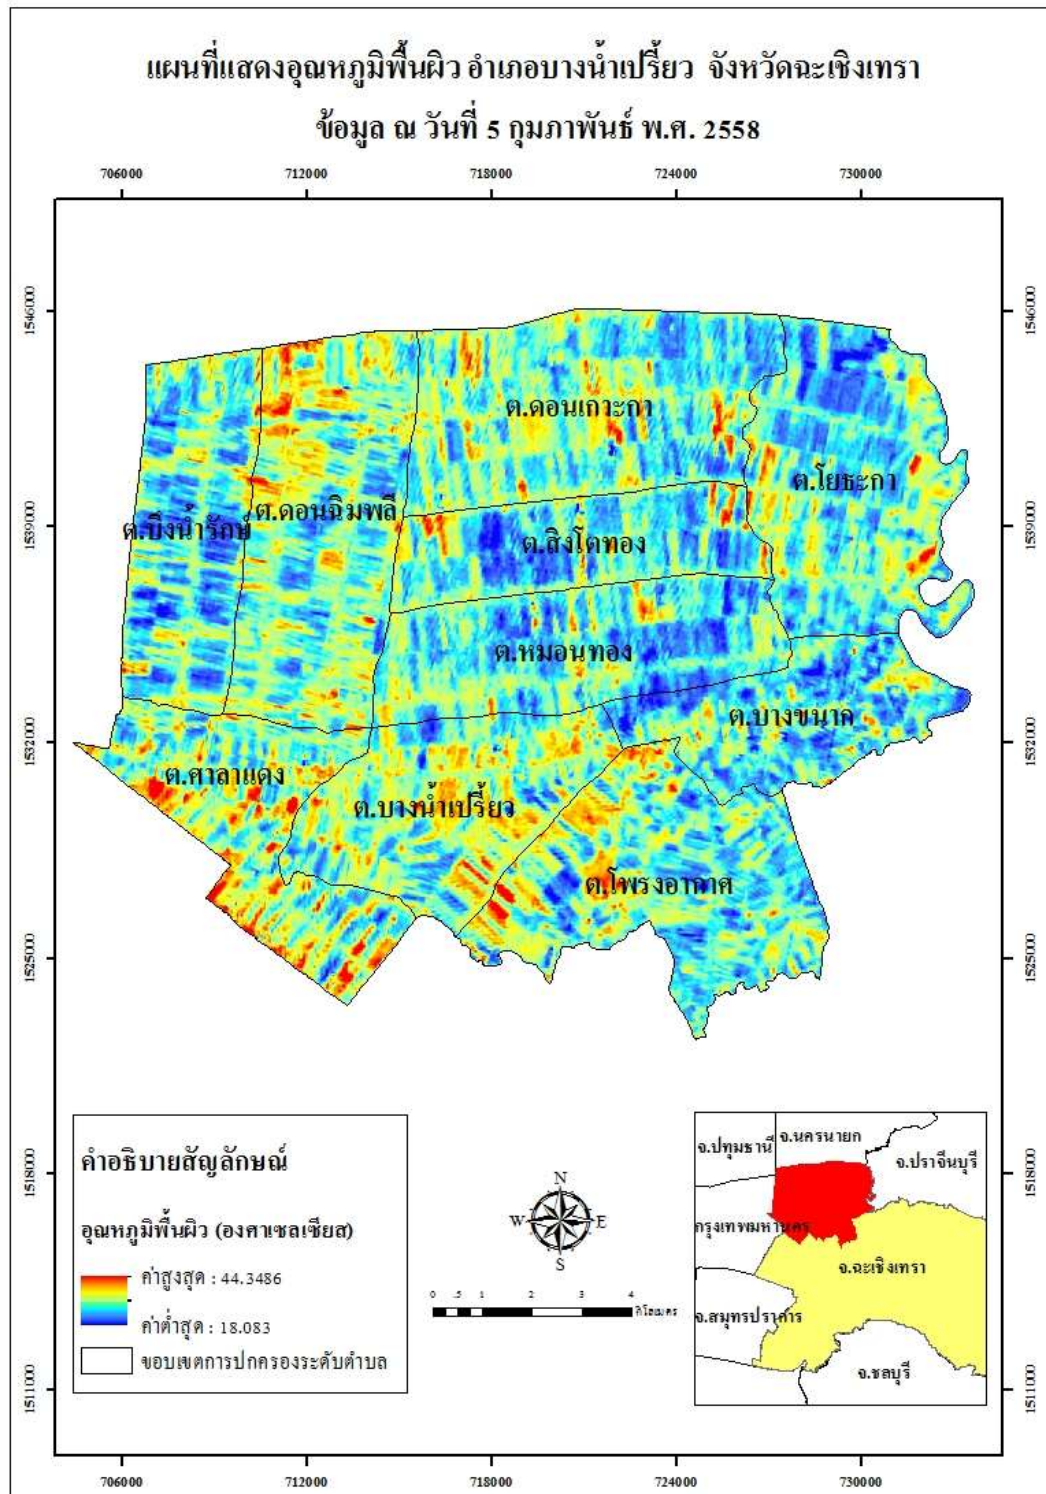 แผนที่แสดงอุณหภูมิพื้นผิว อำเภอบางน้ำเปรี้ยว จังหวัดฉะเชิงเทรา
ข้อมูล ณ วันที่ 5 กุมภาพันธ์ พ.ศ. 2558
706000 712000 718000 724000 730000
1546000 1546000
ต.ดอนเกาะกา
ต.โยธะกา
ต.ดอนฉิมพลี
ต.บึงน้ำรักษ์
1539000 1539000
ต.สิงโตทอง
ต.หมอนทอง
ต.บางขนาก
1532000 1532000
ต.ศาลาแดง
ต.บางน้ำเปรี้ยว
ต.โพรงอากาศ
1525000 1525000
คำอธิบายสัญลักษณ์
อุณหภูมิพื้นผิว (องศาเซลเซียส)
ค่าสูงสุด : 44.3486
ค่าต่ำสุด : 18.083
ขอบเขตการปกครองระดับตำบล
N
W E
S
0 .5 1 2 3 4
กิโลเมตร
จ.นครนายก
จ.ปทุมธานี
จ.ปราจีนบุรี
กรุงเทพมหานคร
จ.ฉะเชิงเทรา
จ.สมุทรปราการ
จ.ชลบุรี
1518000 1518000
1511000 1511000
706000 712000 718000 724000 730000